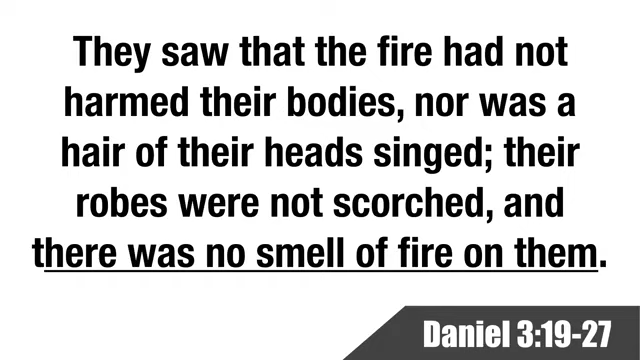 They saw that the fire had not
harmed their bodies, nor was a
hair of their heads singed; their
robes were not scorched, and
there was no smell of fire on them.
Daniel 3:19-27